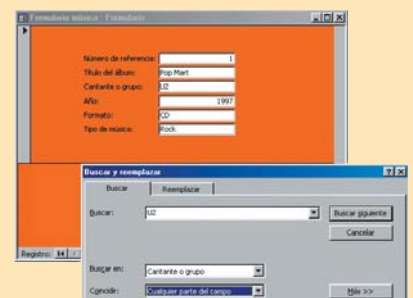 Formulario música : Formulario
Número de referencia: 1
Título del álbum: Pop Mart
Cantante o grupo: U2
Año: 1997
Formato: CD
Tipo de música: Rock
Buscar y reemplazar
Buscar Reemplazar
Buscar: U2 Buscar siguiente
Cancelar
Buscar en: Cantante o grupo
Coincidir: Cualquier parte del campo Más >>
Registro: